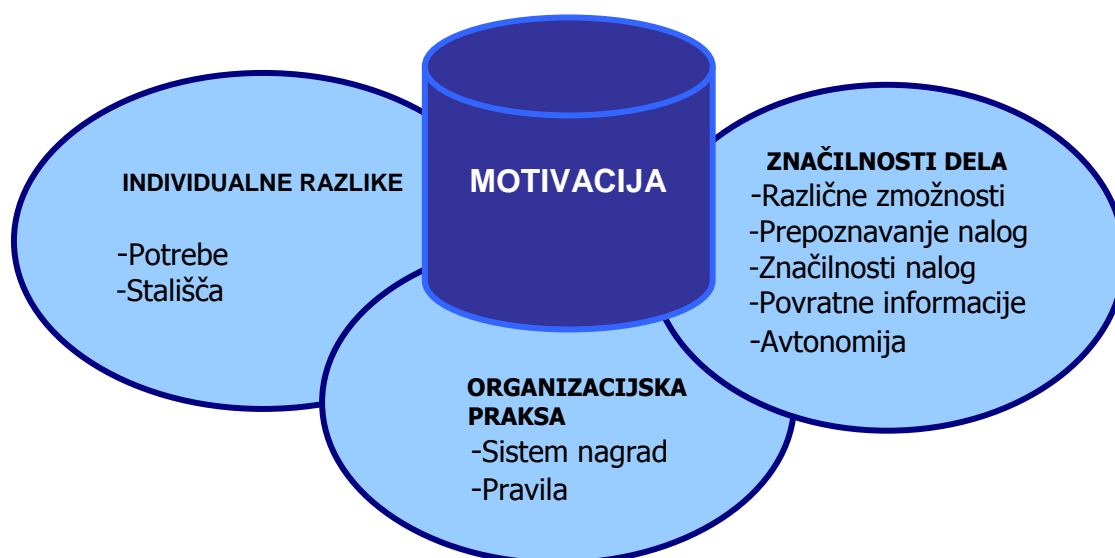 MOTIVACIJA
INDIVIDUALNE RAZLIKE
-Potrebe
-Stališča
ORGANIZACIJSKA
PRAKSA
-Sistem nagrad
-Pravila
ZNAČILNOSTI DELA
-Različne zmožnosti
-Prepoznavanje nalog
-Značilnosti nalog
-Povratne informacije
-Avtonomija